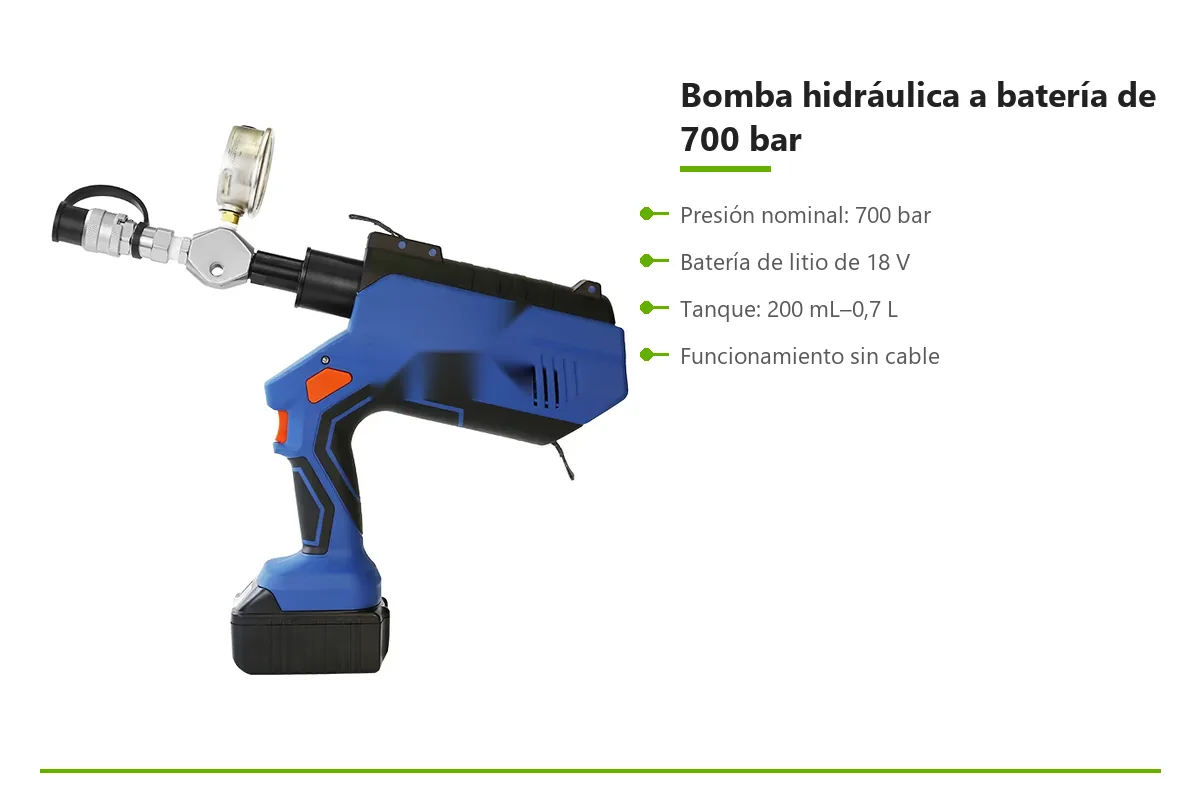 Bomba hidráulica a batería de
700 bar
Presión nominal: 700 bar
Batería de litio de 18 V
Tanque: 200 mL–0,7 L
Funcionamiento sin cable